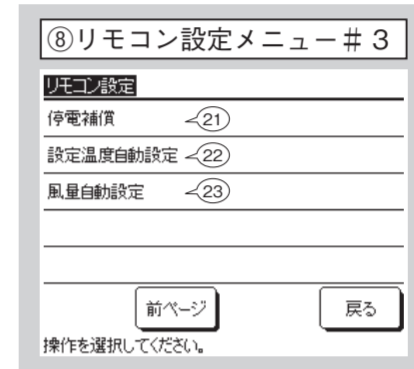 ⑧リモコン設定メニュー＃3
リモコン設定
停電補償 ㉑
設定温度自動設定 ㉒
風量自動設定 ㉓
前ページ 戻る
操作を選択してください。